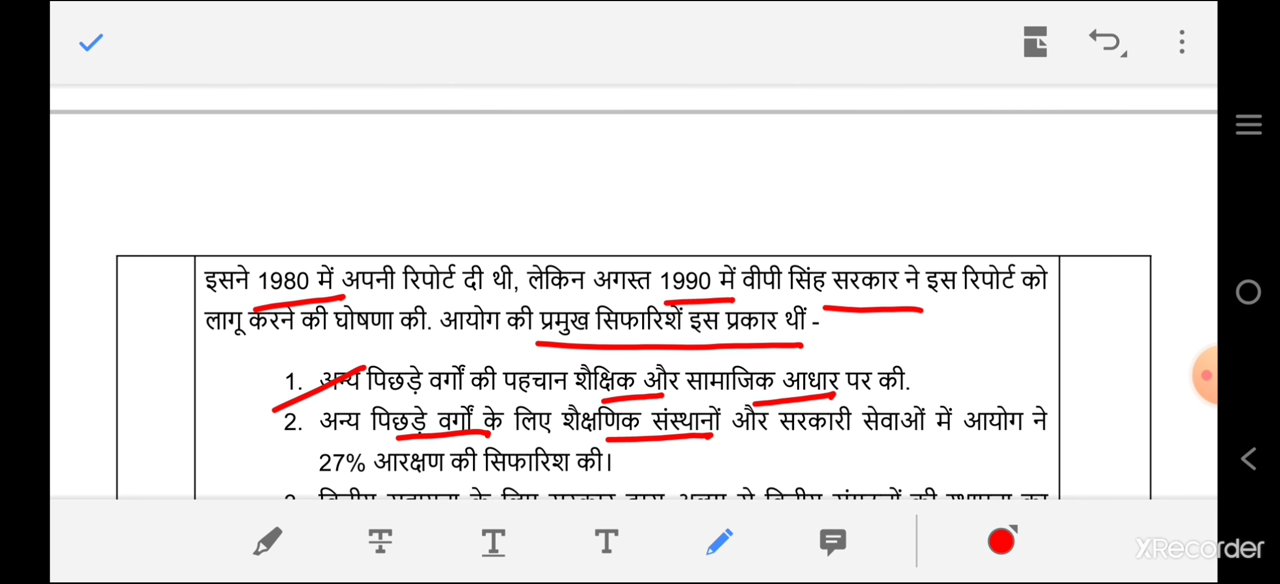 इसने 1980 में अपनी रिपोर्ट दी थी, लेकिन अगस्त 1990 में वीपी सिंह सरकार ने इस रिपोर्ट को
लागू करने की घोषणा की. आयोग की प्रमुख सिफारिशें इस प्रकार थीं -
1. अन्य पिछड़े वर्गों की पहचान शैक्षिक और सामाजिक आधार पर की.
2. अन्य पिछड़े वर्गों के लिए शैक्षणिक संस्थानों और सरकारी सेवाओं में आयोग ने
27% आरक्षण की सिफारिश की।
T T T
XRecorder